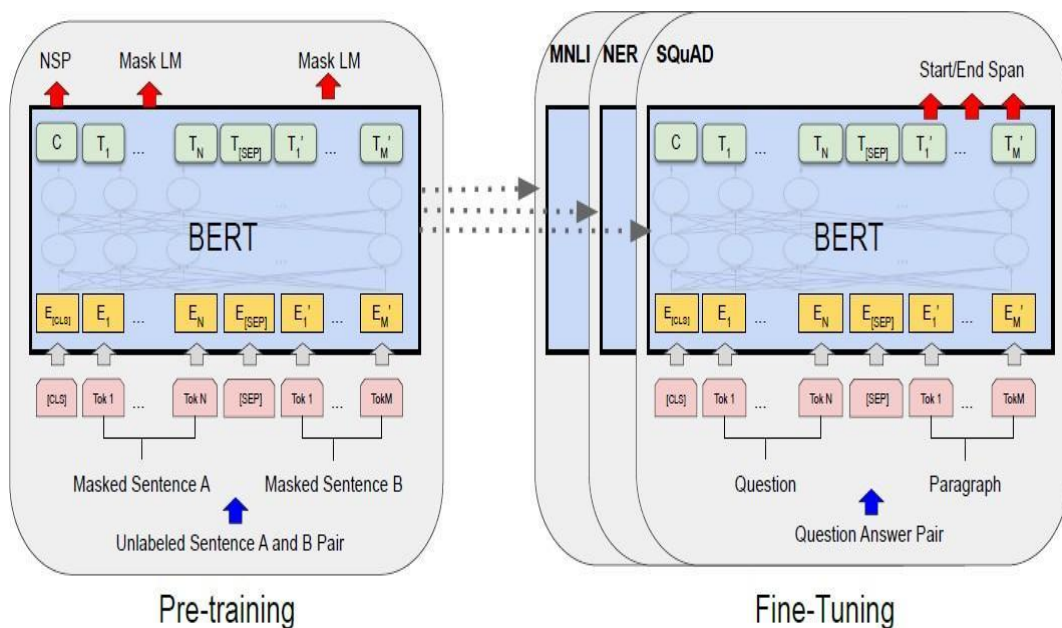 NSP Mask LM Mask LM
C T1 ... TN T[SEP] T1' ... TM'
...
BERT
...
E[CLS] E1 ... EN E[SEP] E1' ... EM'
[CLS] Tok 1 ... Tok N [SEP] Tok 1 ... TokM
Masked Sentence A Masked Sentence B
Unlabeled Sentence A and B Pair
Pre-training
MNLI NER SQuAD
Start/End Span
C T1 ... TN T[SEP] T1' ... TM'
...
BERT
...
E[CLS] E1 ... EN E[SEP] E1' ... EM'
[CLS] Tok 1 ... Tok N [SEP] Tok 1 ... TokM
Question Paragraph
Question Answer Pair
Fine-Tuning